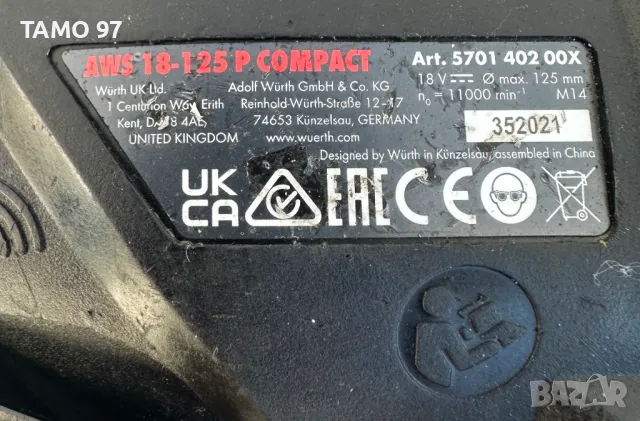 TAMO 97
AWS 18-125 P COMPACT
Art. 5701 402 00X
Würth UK Ltd.
1 Centurion Way, Erith
Kent, DA18 4AE,
UNITED KINGDOM
Adolf Würth GmbH & Co. KG
Reinhold-Würth-Straße 12-17
74653 Künzelsau, GERMANY
www.wuerth.com
18 V Ø max. 125 mm
n₀ = 11000 min⁻¹ M14
352021
Designed by Würth in Künzelsau, assembled in China
UK
CA
EAC
CE
BAZAR
bg